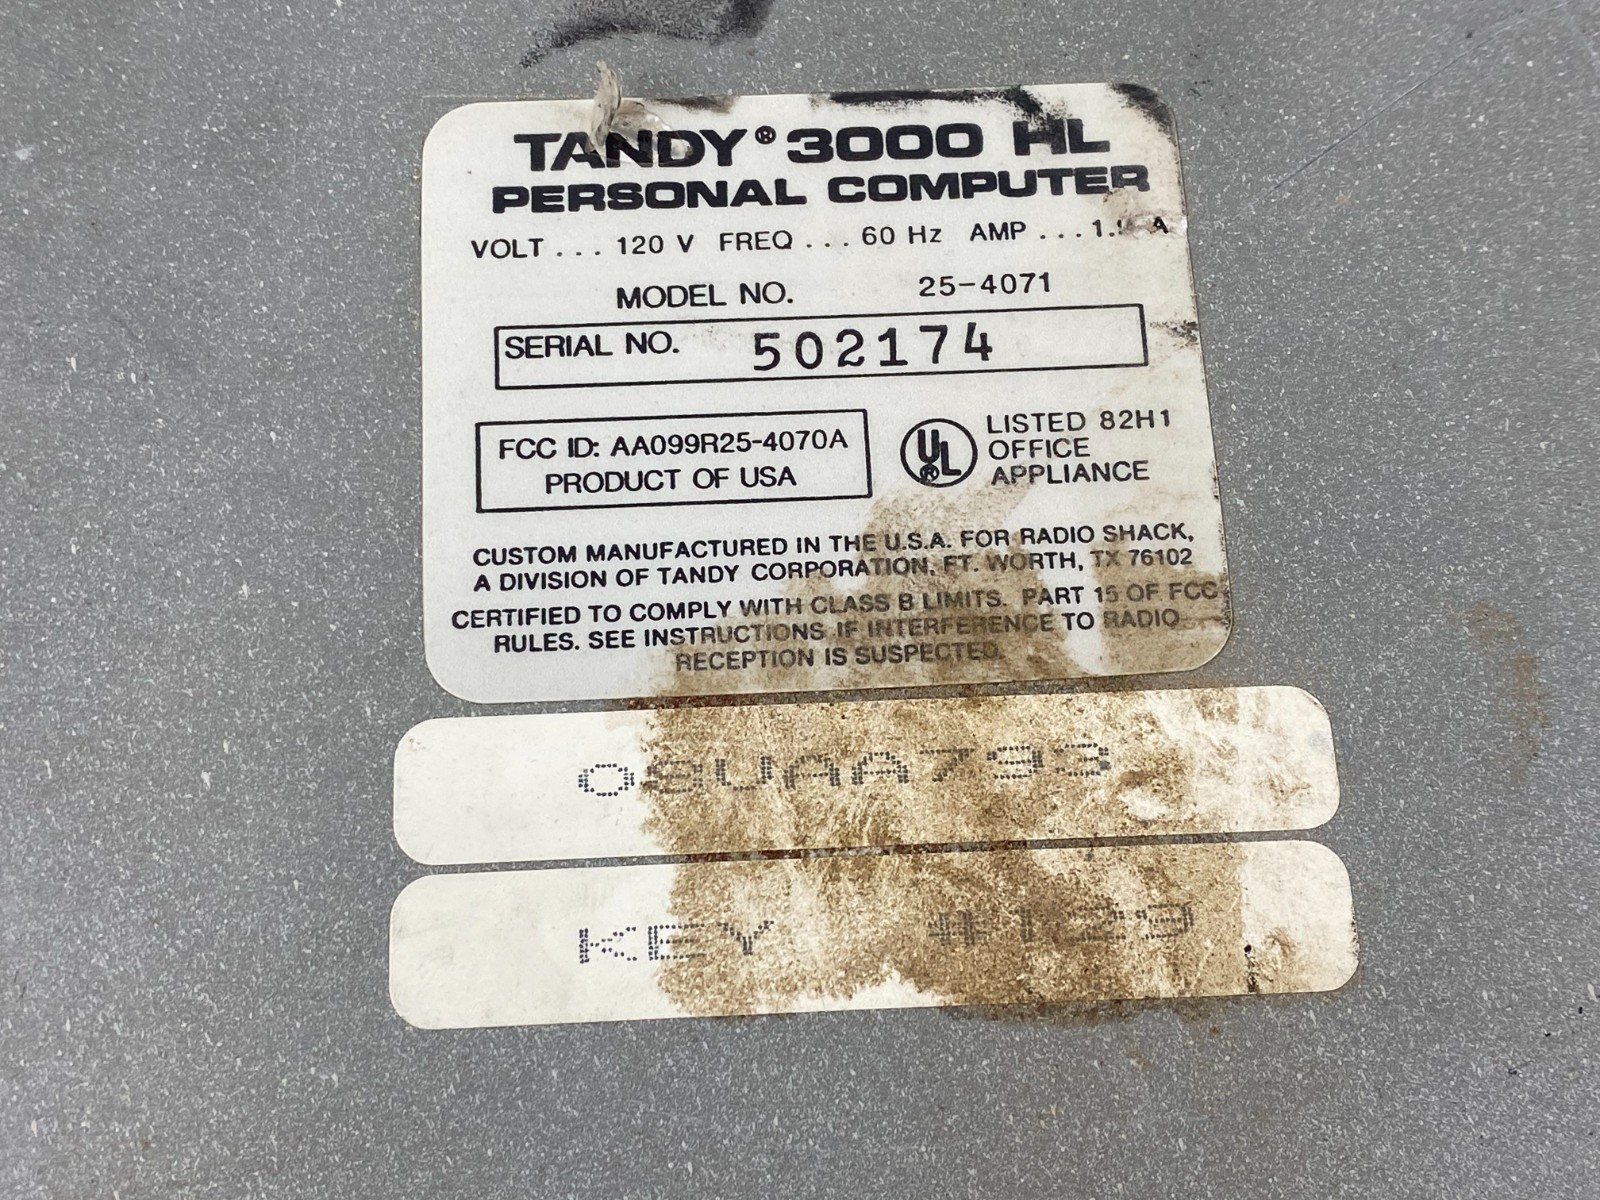 TANDY® 3000 HL
PERSONAL COMPUTER
VOLT ... 120 V FREQ ... 60 Hz AMP ... A
MODEL NO. 25-4071
SERIAL NO. 502174
FCC ID: AAO99R25-4070A
PRODUCT OF USA
UL®
LISTED 82H1
OFFICE
APPLIANCE
CUSTOM MANUFACTURED IN THE U.S.A. FOR RADIO SHACK,
A DIVISION OF TANDY CORPORATION, FT. WORTH, TX 76102
CERTIFIED TO COMPLY WITH CLASS B LIMITS. PART 15 OF FCC
RULES. SEE INSTRUCTIONS IF INTERFERENCE TO RADIO
RECEPTION IS SUSPECTED.
KEY #129